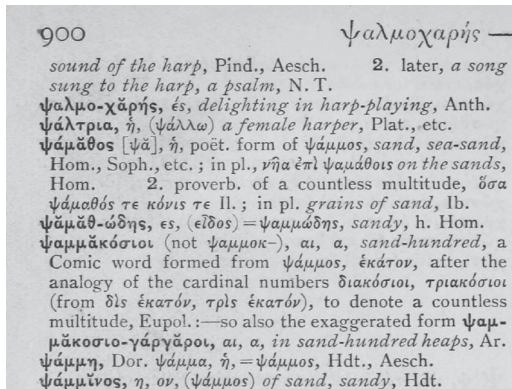 900 ψαλμοχαρής —
sound of the harp, Pind., Aesch. 2. later, a song
sung to the harp, a psalm, N. T.
ψαλμο-χᾰρής, ές, delighting in harp-playing, Anth.
ψάλτρια, ἡ, (ψάλλω) a female harper, Plat., etc.
ψάμαθος [ψᾰ], ἡ, poët. form of ψάμμος, sand, sea-sand,
Hom., Soph., etc. ; in pl., νῆα ἐπὶ ψαμάθοις on the sands,
Hom. 2. proverb. of a countless multitude, ὅσα
ψάμαθός τε κόνις τε Il. ; in pl. grains of sand, Ib.
ψᾰμᾰθ-ώδης, ες, (εἶδος) = ψαμμώδης, sandy, h. Hom.
ψαμμᾰκόσιοι (not ψαμμοκ–), αι, α, sand-hundred, a
Comic word formed from ψάμμος, ἑκάτον, after the
analogy of the cardinal numbers διακόσιοι, τριακόσιοι
(from δὶς ἑκατόν, τρὶς ἑκατόν), to denote a countless
multitude, Eupol. :—so also the exaggerated form ψαμ-
μᾰκοσιο-γάργᾰροι, αι, α, in sand-hundred heaps, Ar.
ψάμμη, Dor. ψάμμα, ἡ, = ψάμμος, Hdt., Aesch.
ψάμμῐνος, η, ον, (ψάμμος) of sand, sandy, Hdt.